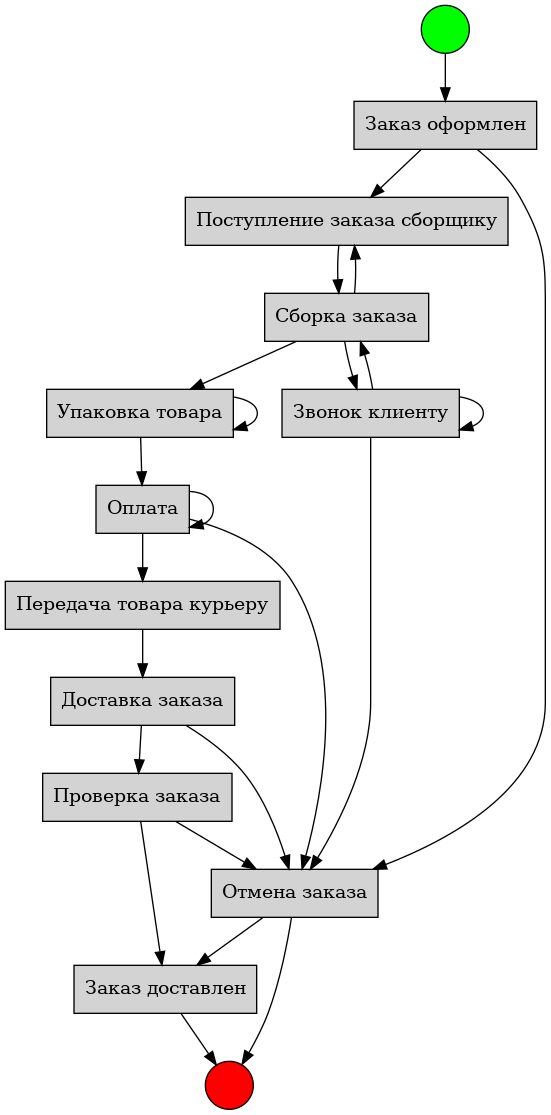 Заказ оформлен
Поступление заказа сборщику
Сборка заказа
Упаковка товара
Звонок клиенту
Оплата
Передача товара курьеру
Доставка заказа
Проверка заказа
Отмена заказа
Заказ доставлен